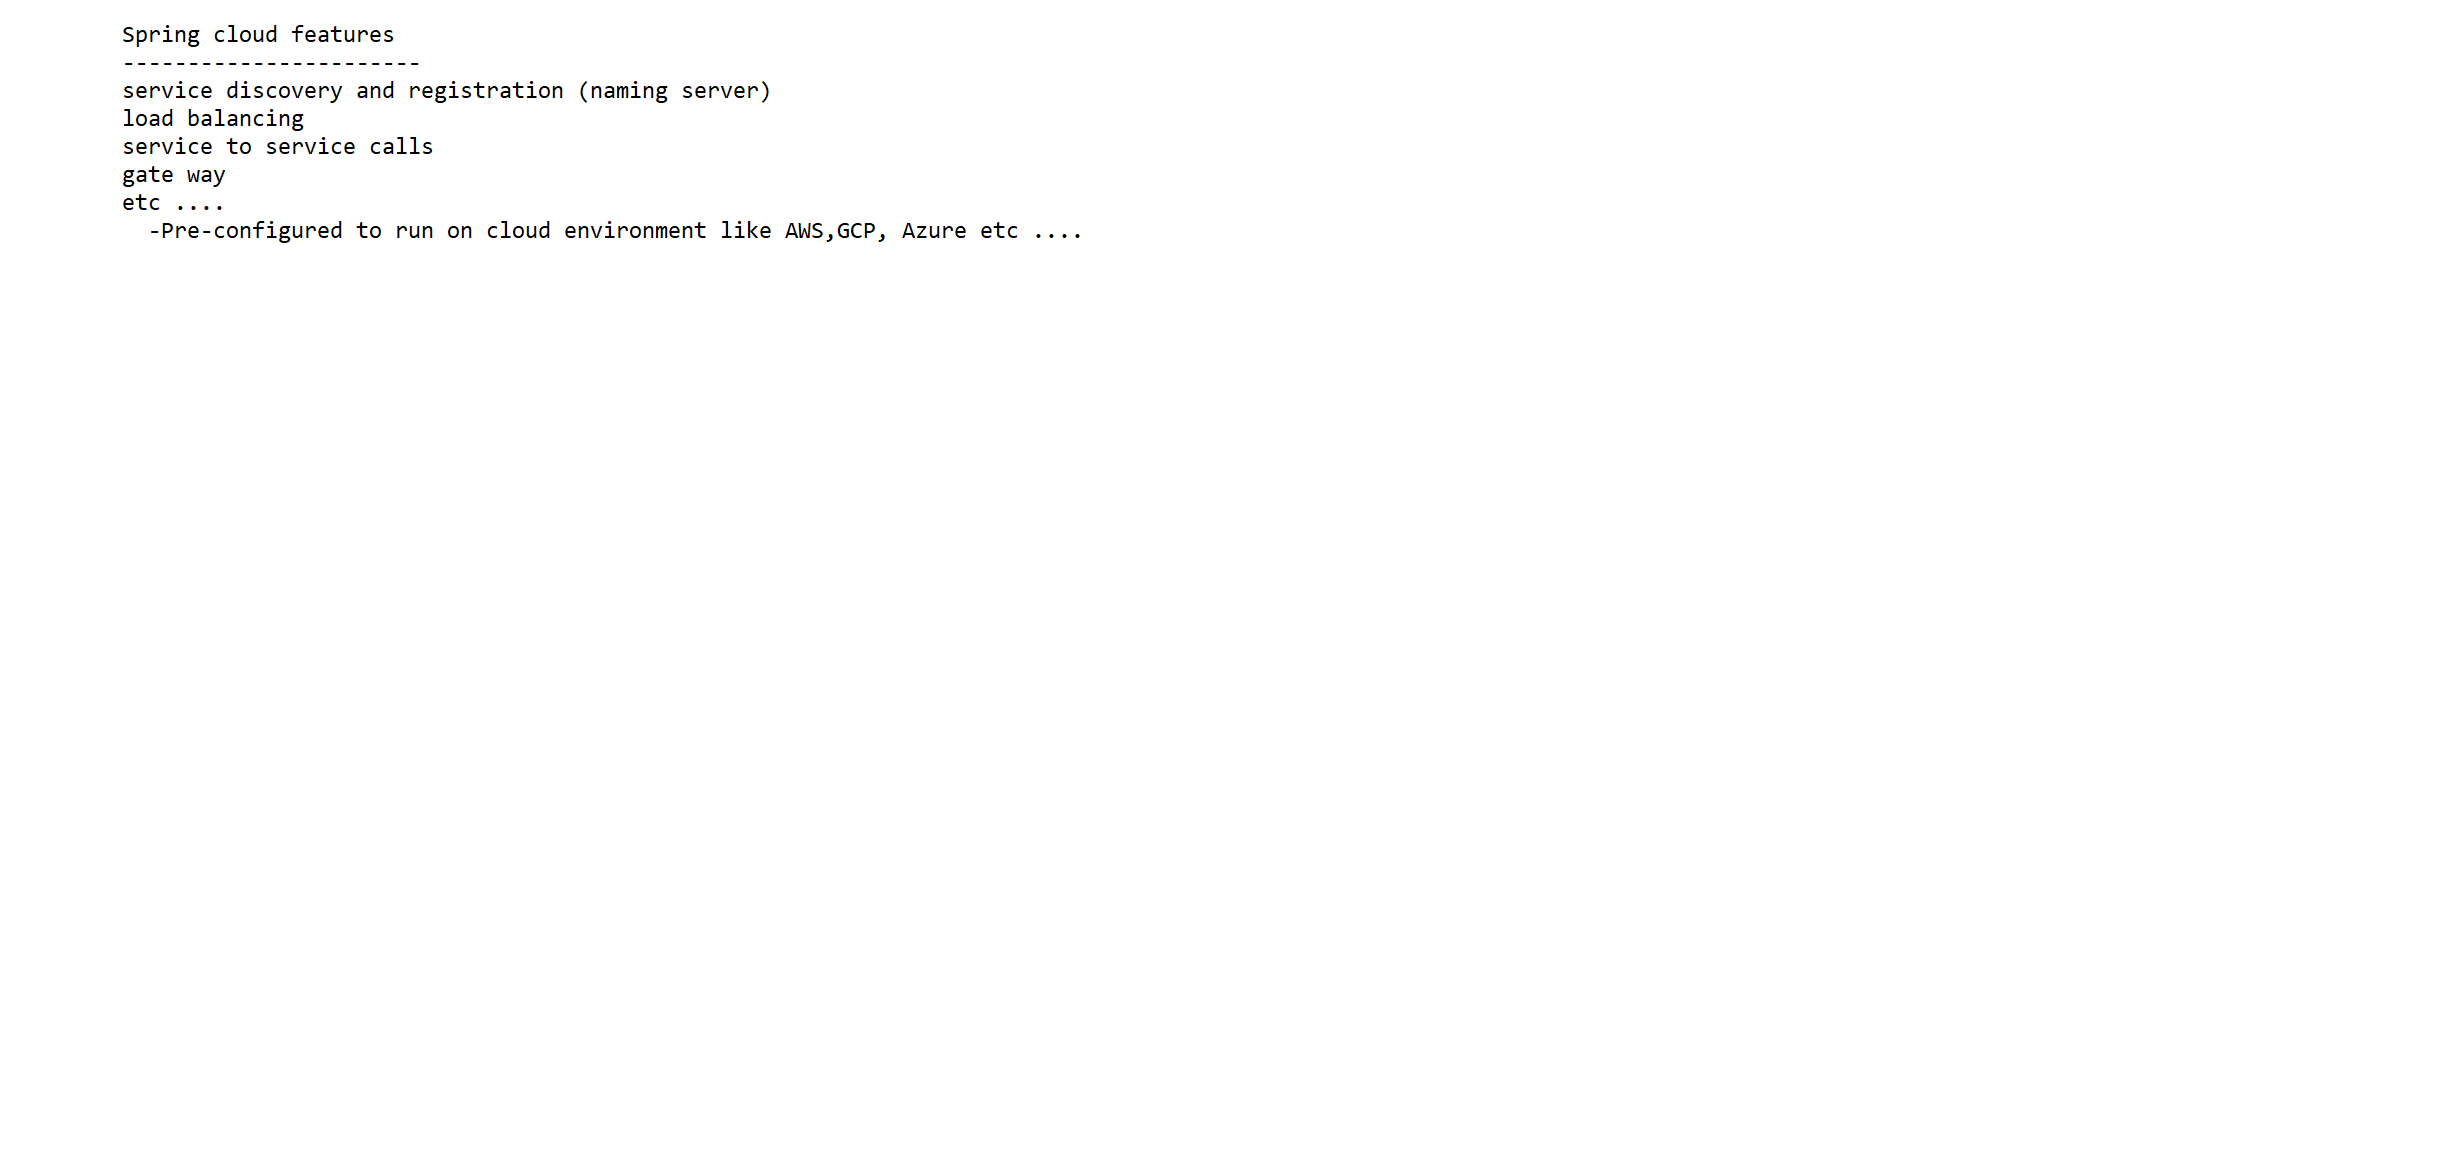 Spring cloud features
-----------------------
service discovery and registration (naming server)
load balancing
service to service calls
gate way
etc ....
  -Pre-configured to run on cloud environment like AWS,GCP, Azure etc ....